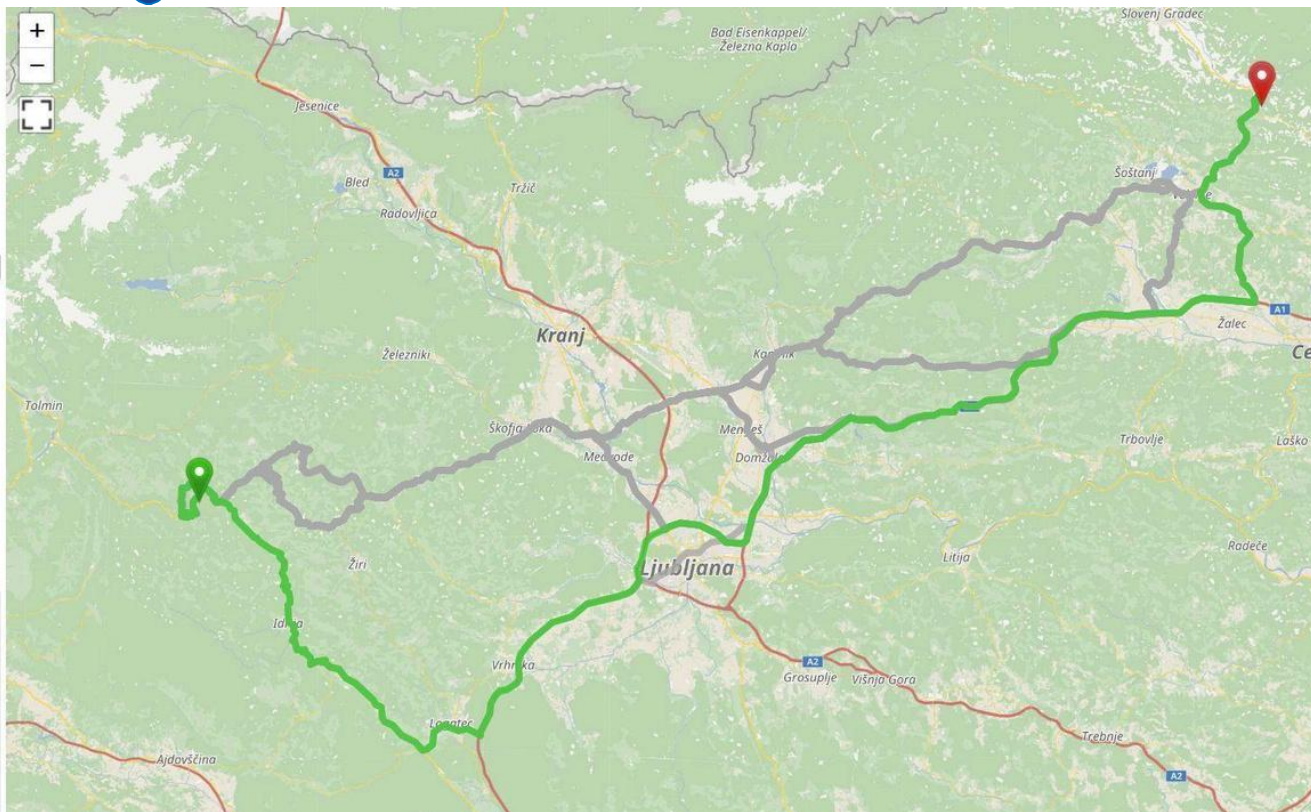 Slovenj Gradec
+
−
Bad Eisenkappel/
Železna Kapla
Jesenice
A2
Šoštanj
Bled
Tržič
Radovljica
A1
Kranj
Žalec
Železniki
Tolmin
Škofja Loka
Trbovlje
Medvode
Domžale
Laško
Litija
Radeče
Žiri
Ljubljana
Idrija
Vrhnika
A2
Grosuplje
Višnja Gora
Logatec
Trebnje
Ajdovščina
A2